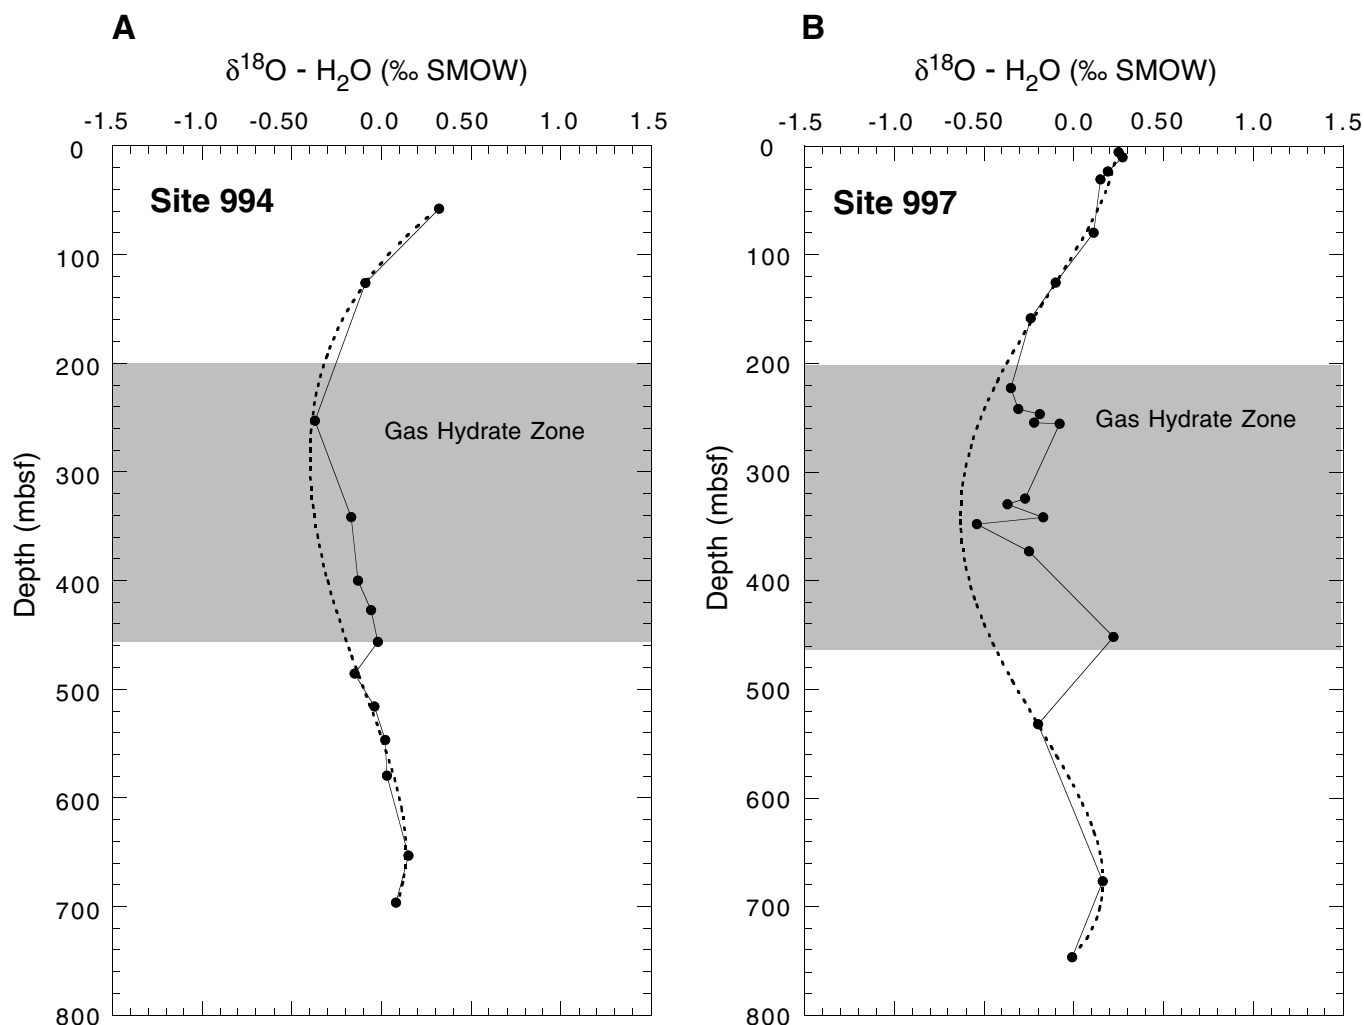 A
δ18O - H2O (‰ SMOW)
-1.5 -1.0 -0.50 0.0 0.50 1.0 1.5
0
Site 994
100
200
Gas Hydrate Zone
300
400
500
600
700
800
Depth (mbsf)
B
δ18O - H2O (‰ SMOW)
-1.5 -1.0 -0.50 0.0 0.50 1.0 1.5
0
Site 997
100
200
Gas Hydrate Zone
300
400
500
600
700
800
Depth (mbsf)